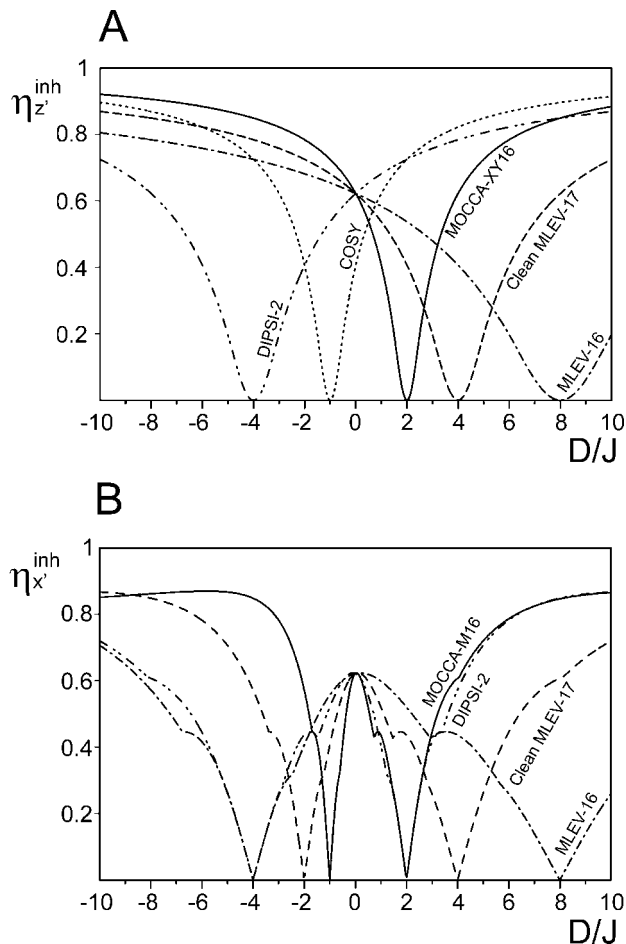 A
η z' inh
1
0.8
0.6
0.4
0.2
MOCCA-XY16
COSY
Clean MLEV-17
DIPSI-2
MLEV-16
-10 -8 -6 -4 -2 0 2 4 6 8 10
D/J
B
η x' inh
1
0.8
0.6
0.4
0.2
MOCCA-M16
DIPSI-2
Clean MLEV-17
MLEV-16
-10 -8 -6 -4 -2 0 2 4 6 8 10
D/J